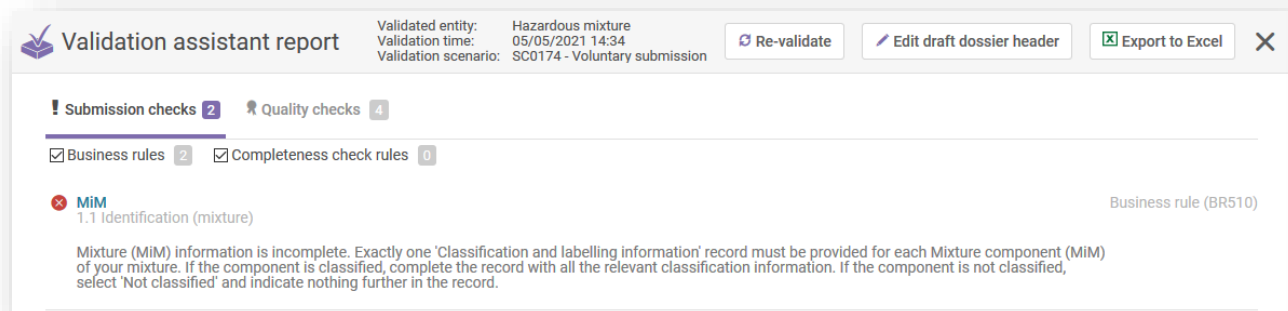 Validation assistant report
Validated entity: Hazardous mixture
Validation time: 05/05/2021 14:34
Validation scenario: SC0174 - Voluntary submission
Re-validate
Edit draft dossier header
Export to Excel
Submission checks 2
Quality checks 4
Business rules 2
Completeness check rules 0
MiM
Business rule (BR510)
1.1 Identification (mixture)
Mixture (MiM) information is incomplete. Exactly one 'Classification and labelling information' record must be provided for each Mixture component (MiM)
of your mixture. If the component is classified, complete the record with all the relevant classification information. If the component is not classified,
select 'Not classified' and indicate nothing further in the record.